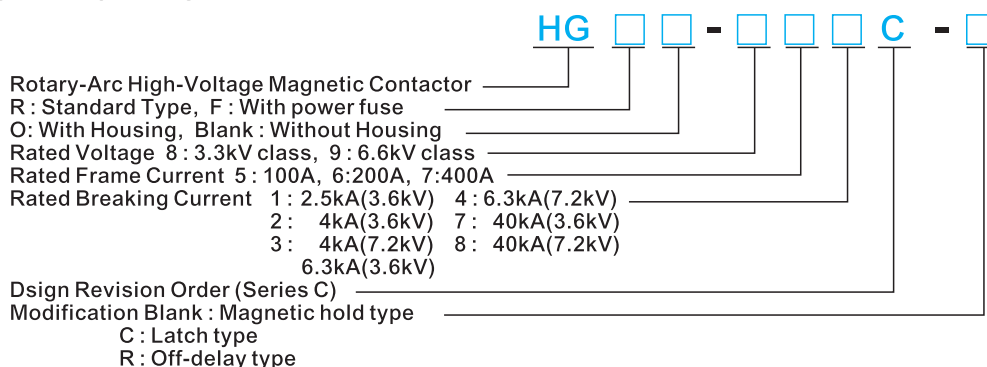 HG □ □ - □ □ □ C - □
Rotary-Arc High-Voltage Magnetic Contactor
R : Standard Type, F : With power fuse
O: With Housing, Blank : Without Housing
Rated Voltage 8 : 3.3kV class, 9 : 6.6kV class
Rated Frame Current 5 : 100A, 6:200A, 7:400A
Rated Breaking Current 1 : 2.5kA(3.6kV) 4 : 6.3kA(7.2kV)
2 : 4kA(3.6kV) 7 : 40kA(3.6kV)
3 : 4kA(7.2kV) 8 : 40kA(7.2kV)
6.3kA(3.6kV)
Dsign Revision Order (Series C)
Modification Blank : Magnetic hold type
C : Latch type
R : Off-delay type